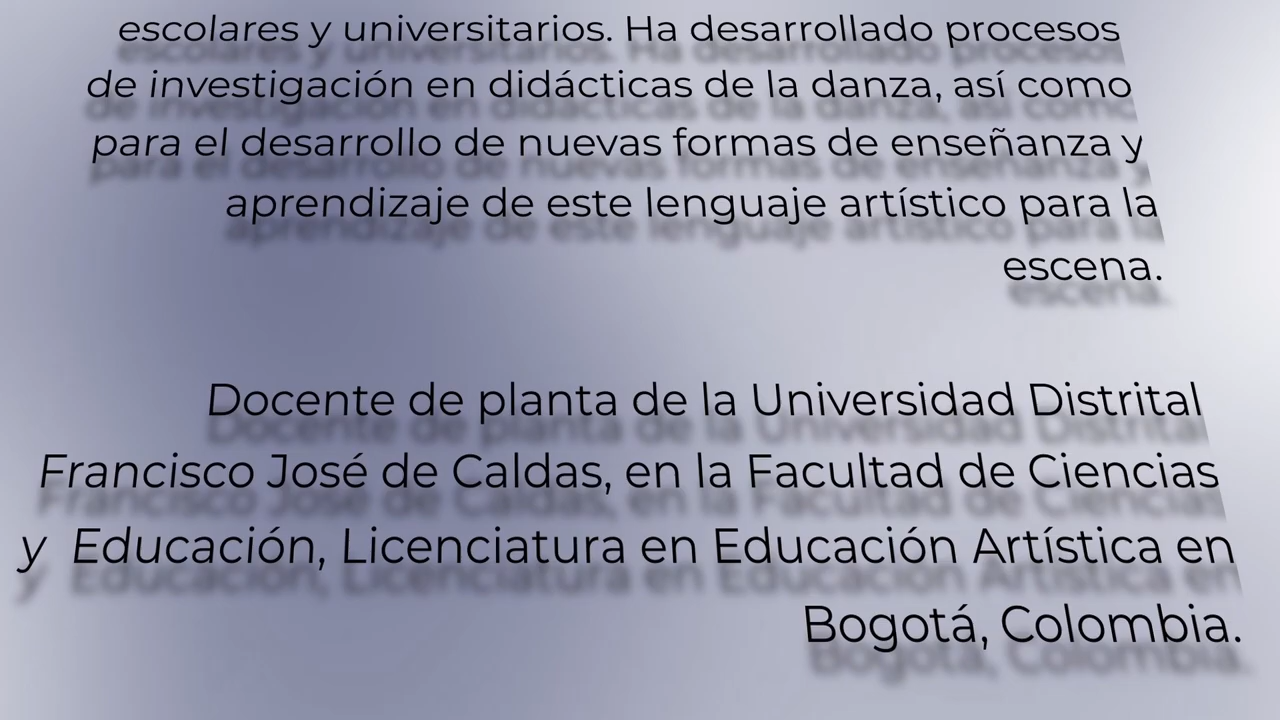 escolares y universitarios. Ha desarrollado procesos
de investigación en didácticas de la danza, así como
para el desarrollo de nuevas formas de enseñanza y
aprendizaje de este lenguaje artístico para la
escena.
Docente de planta de la Universidad Distrital
Francisco José de Caldas, en la Facultad de Ciencias
y Educación, Licenciatura en Educación Artística en
Bogotá, Colombia.